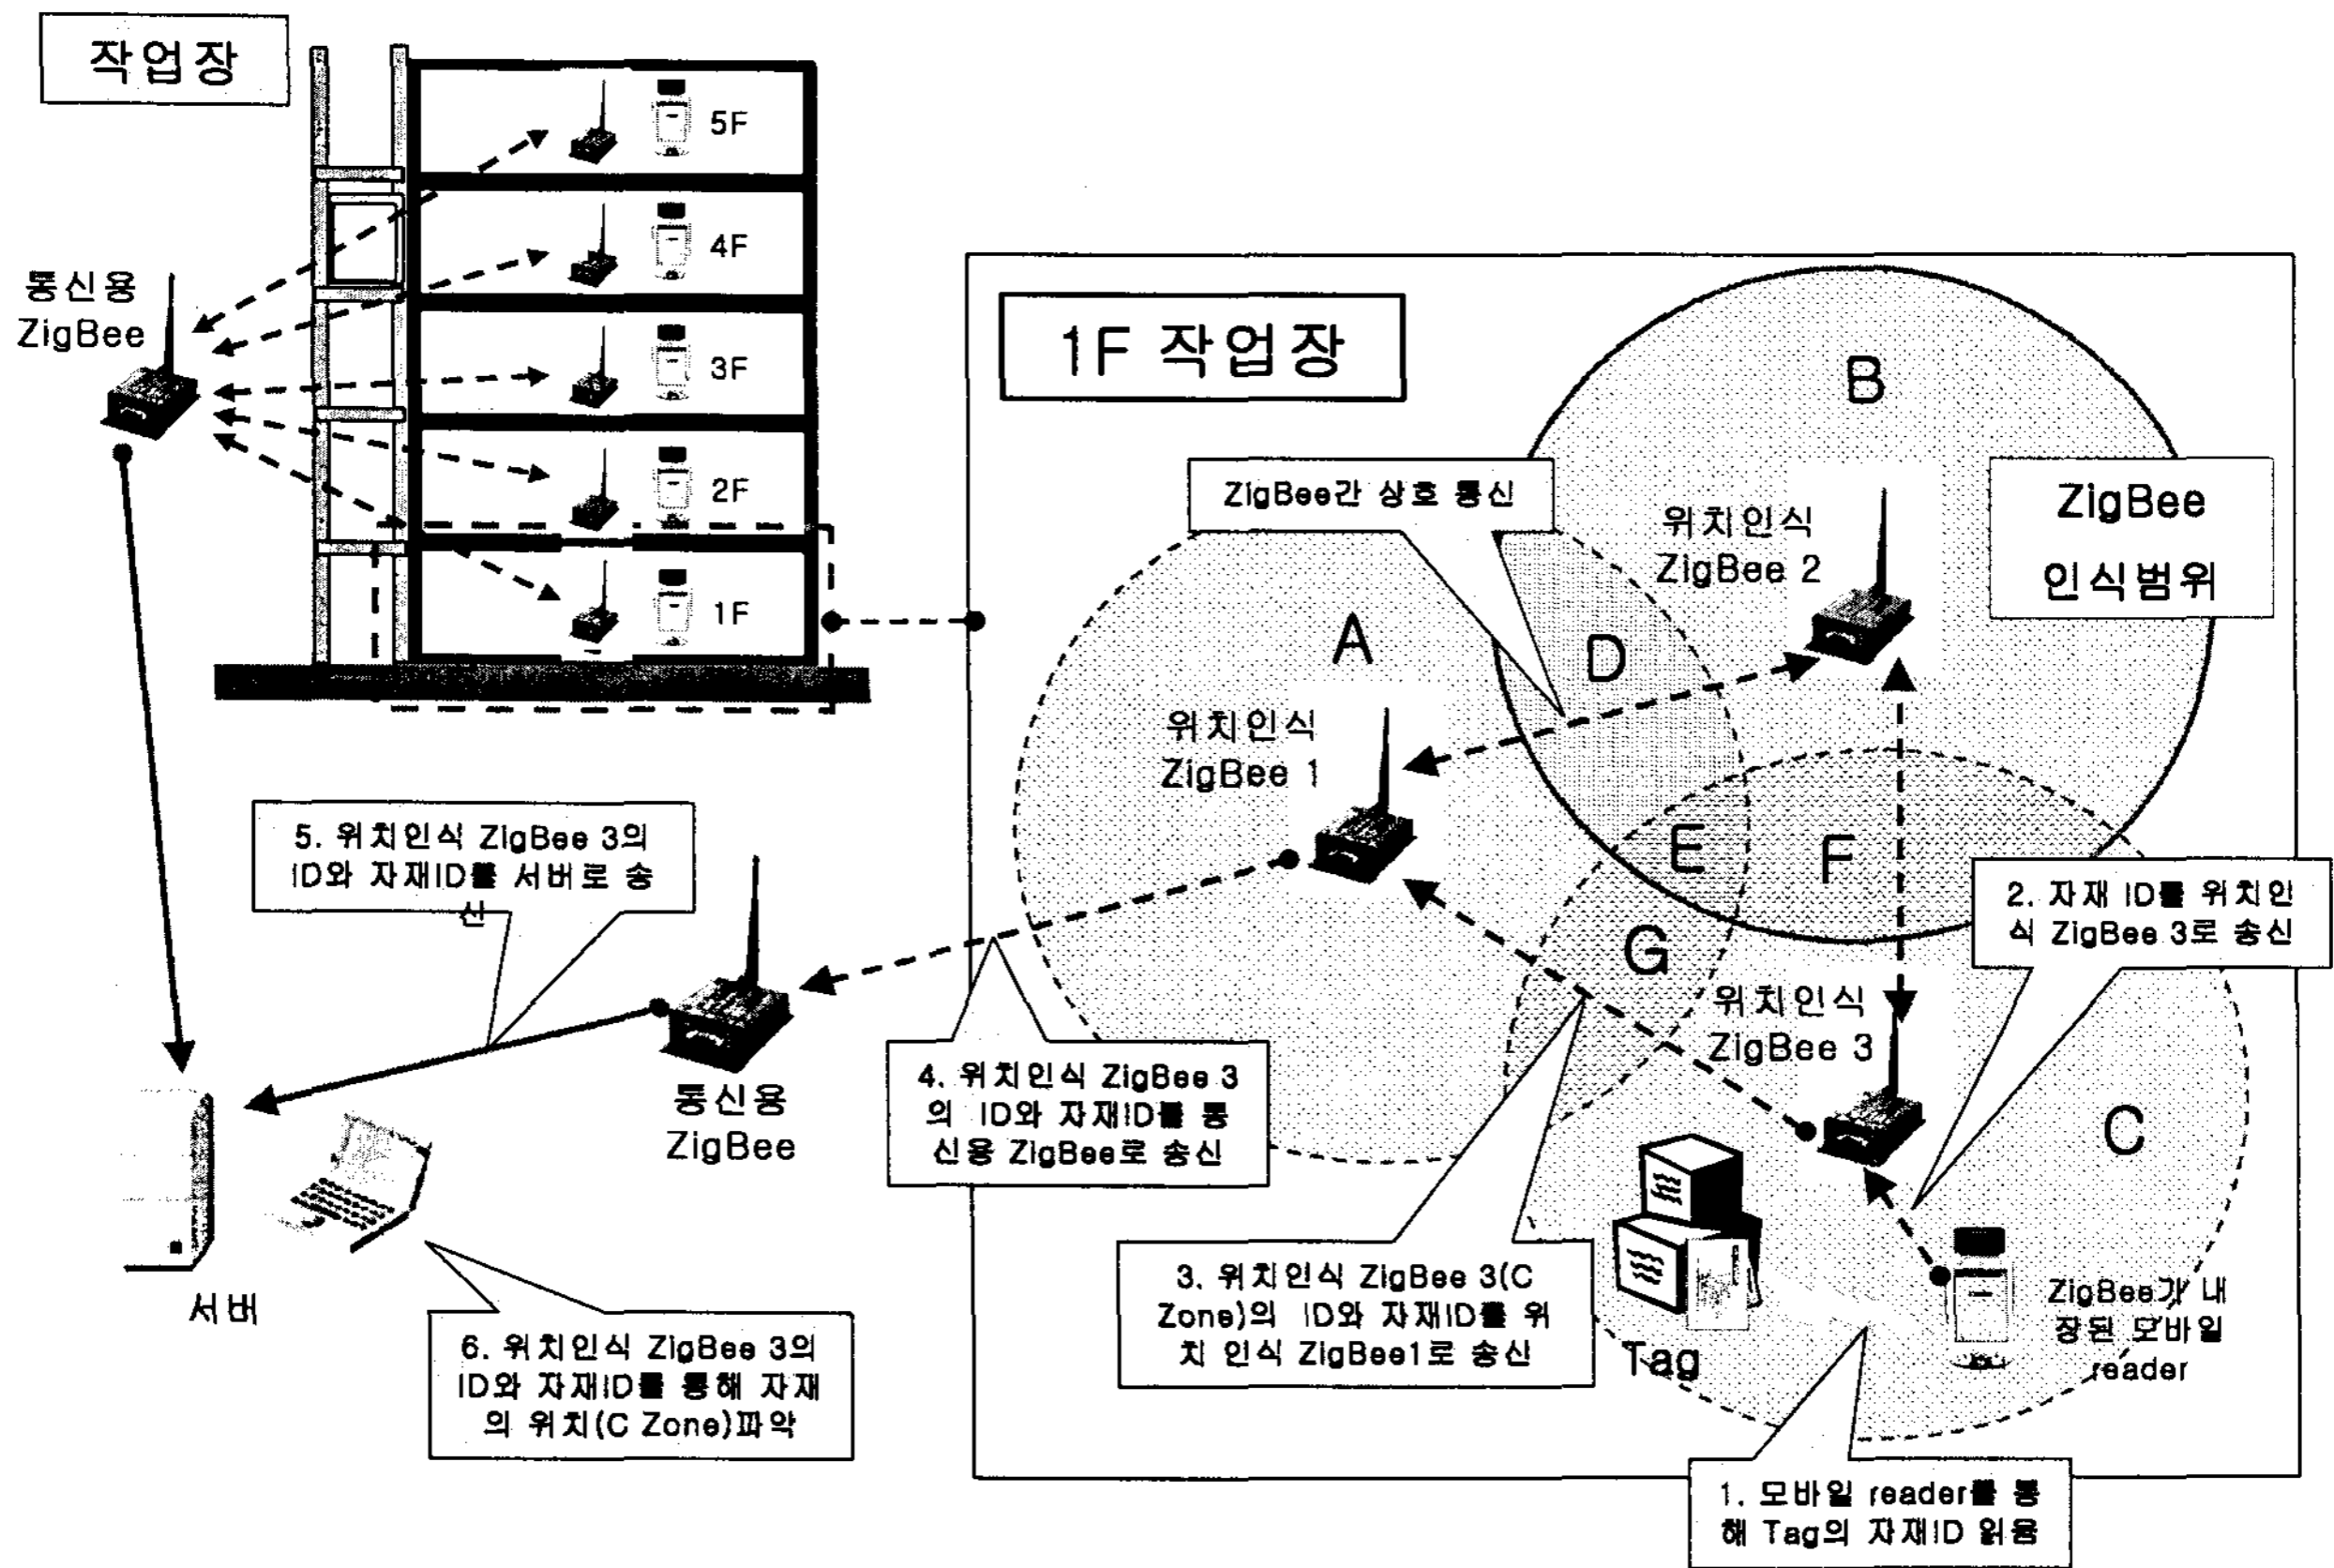 작업장
5F
4F
3F
2F
1F
통신용
ZigBee
1F 작업장
B
ZigBee간 상호 통신
위치인식
ZigBee 2
ZigBee
인식범위
A
D
위치인식
ZigBee 1
E
F
G
2. 자재 ID를 위치인
식 ZigBee 3로 송신
위치인식
ZigBee 3
C
5. 위치인식 ZigBee 3의
ID와 자재ID를 서버로 송
신
통신용
ZigBee
4. 위치인식 ZigBee 3
의 ID와 자재ID를 통
신용 ZigBee로 송신
3. 위치인식 ZigBee 3(C
Zone)의 ID와 자재ID를 위
치 인식 ZigBee1로 송신
Tag
ZigBee가 내
장된 모바일
reader
서버
6. 위치인식 ZigBee 3의
ID와 자재ID를 통해 자재
의 위치(C Zone)파악
1. 모바일 reader를 통
해 Tag의 자재ID 읽음